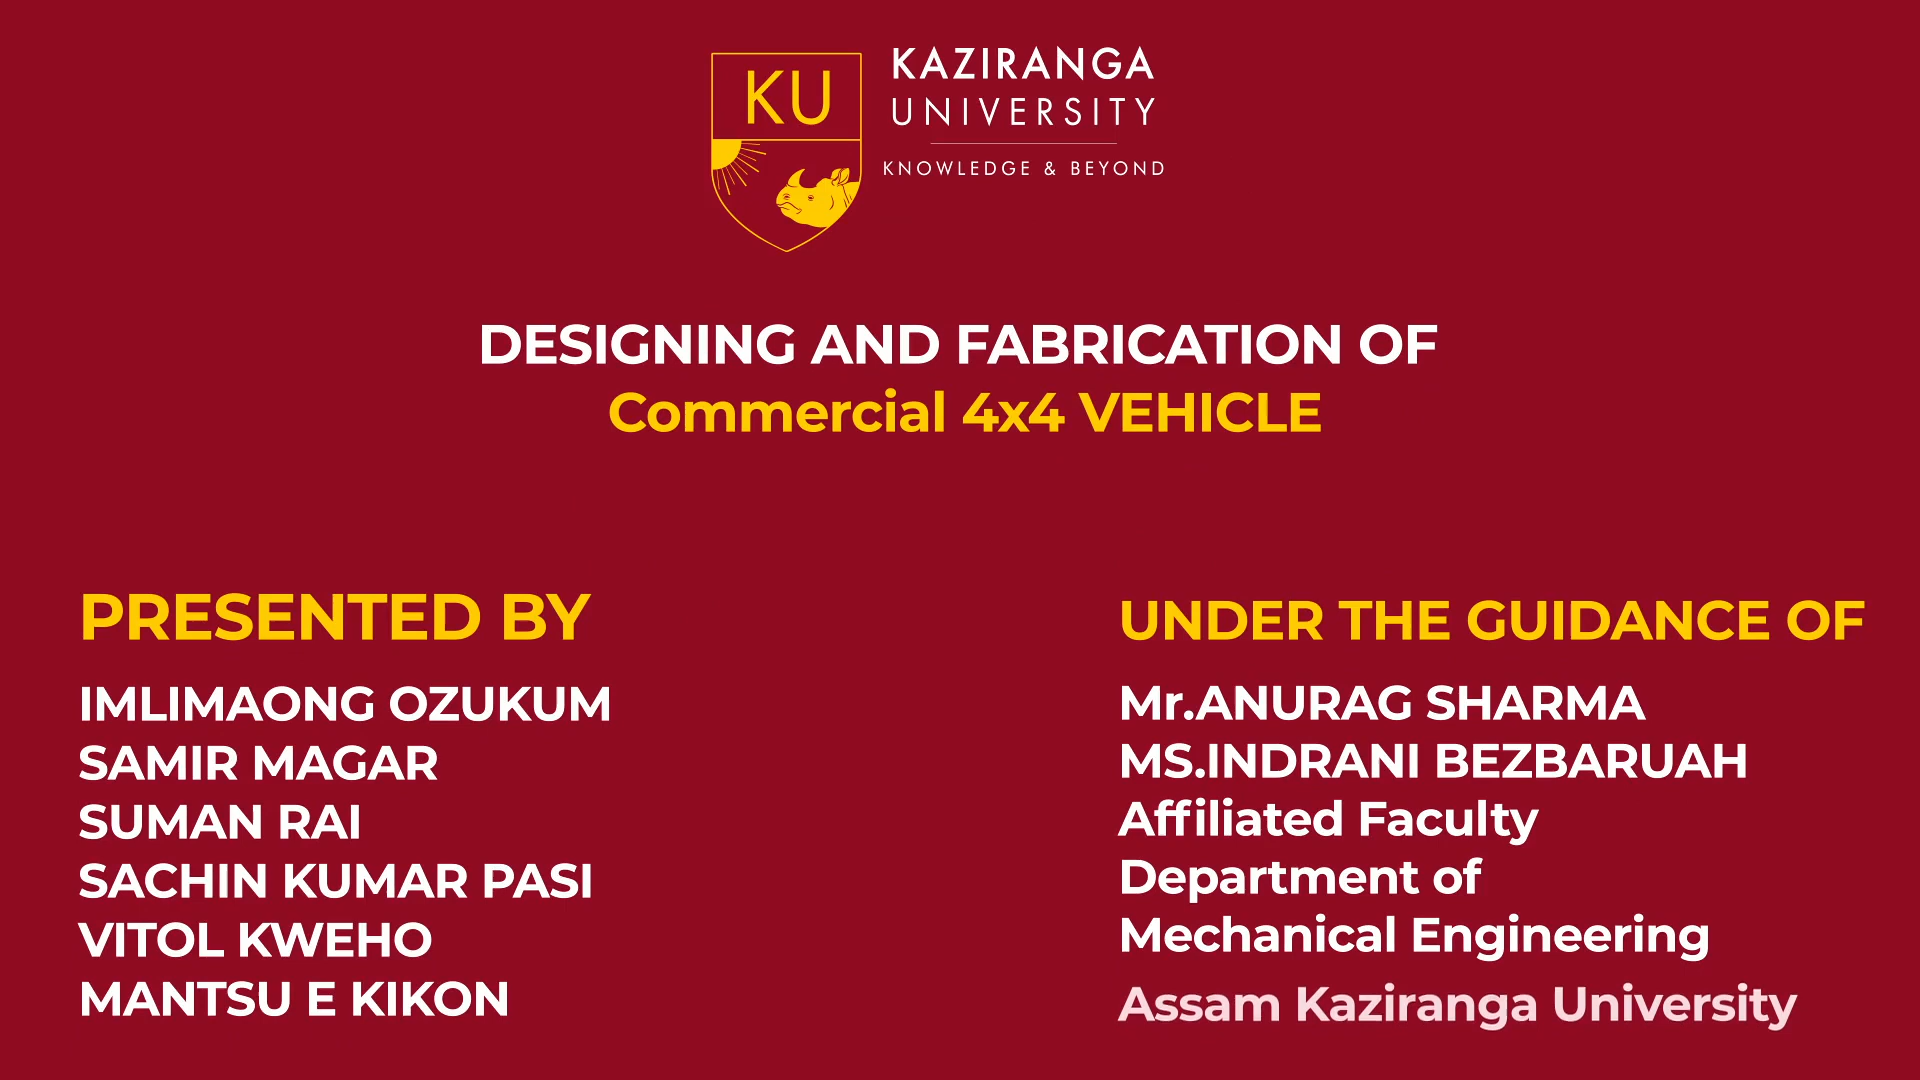 KU
KAZIRANGA
UNIVERSITY
KNOWLEDGE & BEYOND
DESIGNING AND FABRICATION OF
Commercial 4x4 VEHICLE
PRESENTED BY
IMLIMAONG OZUKUM
SAMIR MAGAR
SUMAN RAI
SACHIN KUMAR PASI
VITOL KWEHO
MANTSU E KIKON
UNDER THE GUIDANCE OF
Mr.ANURAG SHARMA
MS.INDRANI BEZBARUAH
Affiliated Faculty
Department of
Mechanical Engineering
Assam Kaziranga University